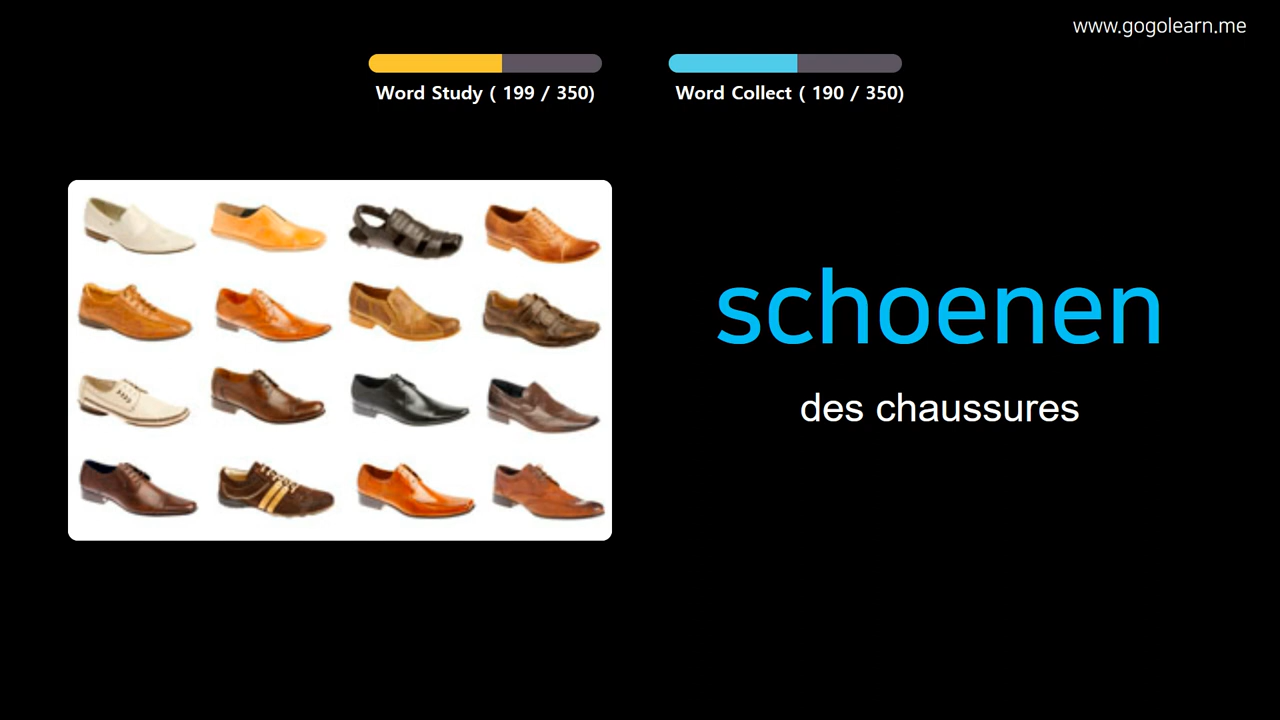 www.gogolearn.me
Word Study ( 199 / 350)
Word Collect ( 190 / 350)
schoenen
des chaussures